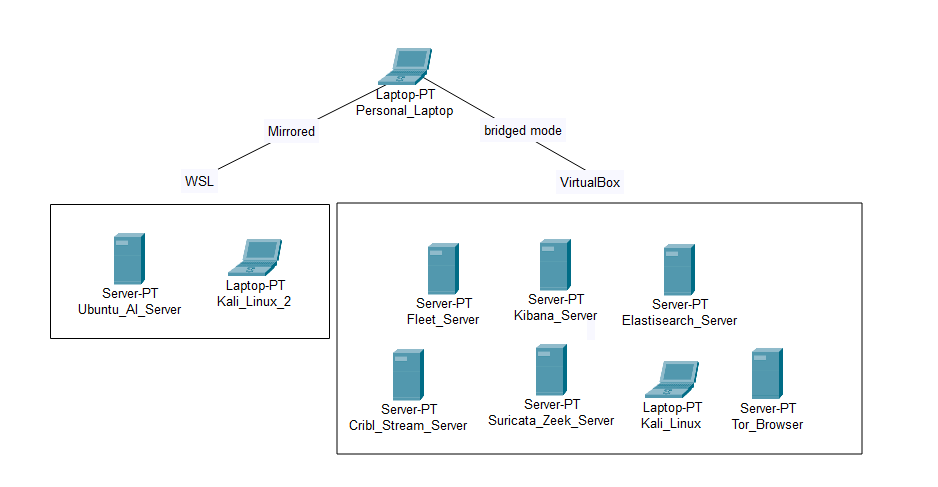 Laptop-PT
Personal_Laptop
Mirrored
bridged mode
WSL
VirtualBox
Server-PT
Ubuntu_AI_Server
Laptop-PT
Kali_Linux_2
Server-PT
Fleet_Server
Server-PT
Kibana_Server
Server-PT
Elastisearch_Server
Server-PT
Cribl_Stream_Server
Server-PT
Suricata_Zeek_Server
Laptop-PT
Kali_Linux
Server-PT
Tor_Browser